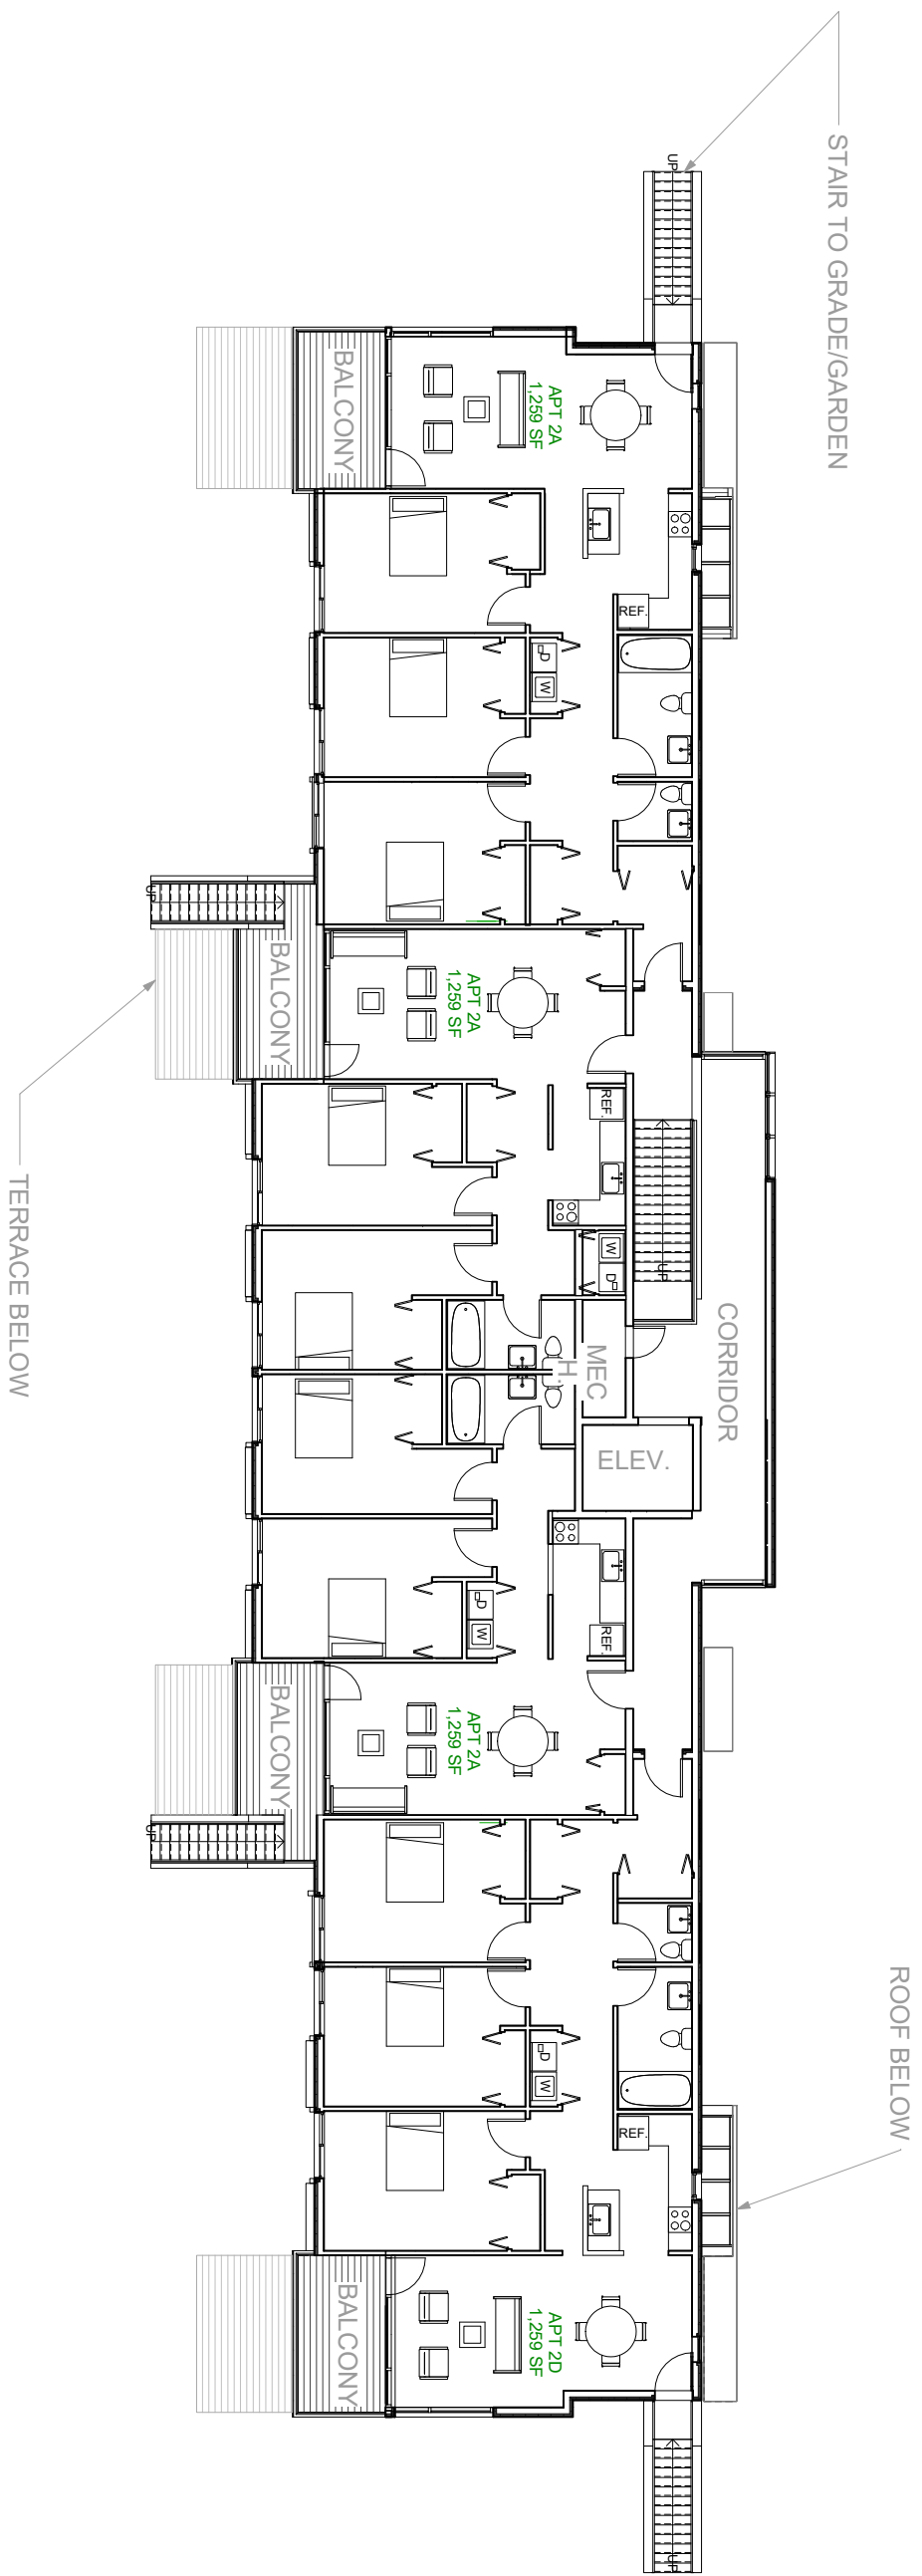 STAIR TO GRADE/GARDEN
UP
BALCONY
APT 2A
1,259 SF
REF.
D
W
UP
BALCONY
APT 2A
1,259 SF
REF.
W
D
UP
TERRACE BELOW
MEC
H.
CORRIDOR
ELEV.
D
W
REF.
BALCONY
APT 2A
1,259 SF
UP
D
W
REF.
ROOF BELOW
BALCONY
APT 2D
1,259 SF
UP